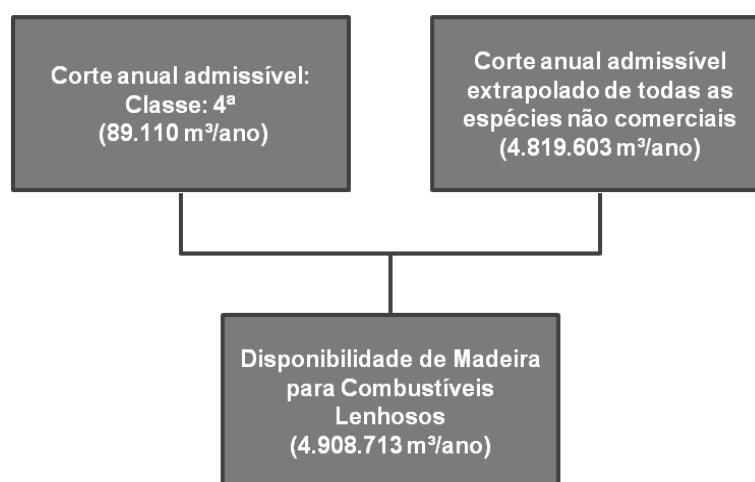 Corte anual admissível:
Classe: 4ª
(89.110 m³/ano)
Corte anual admissível
extrapolado de todas as
espécies não comerciais
(4.819.603 m³/ano)
Disponibilidade de Madeira
para Combustíveis
Lenhosos
(4.908.713 m³/ano)